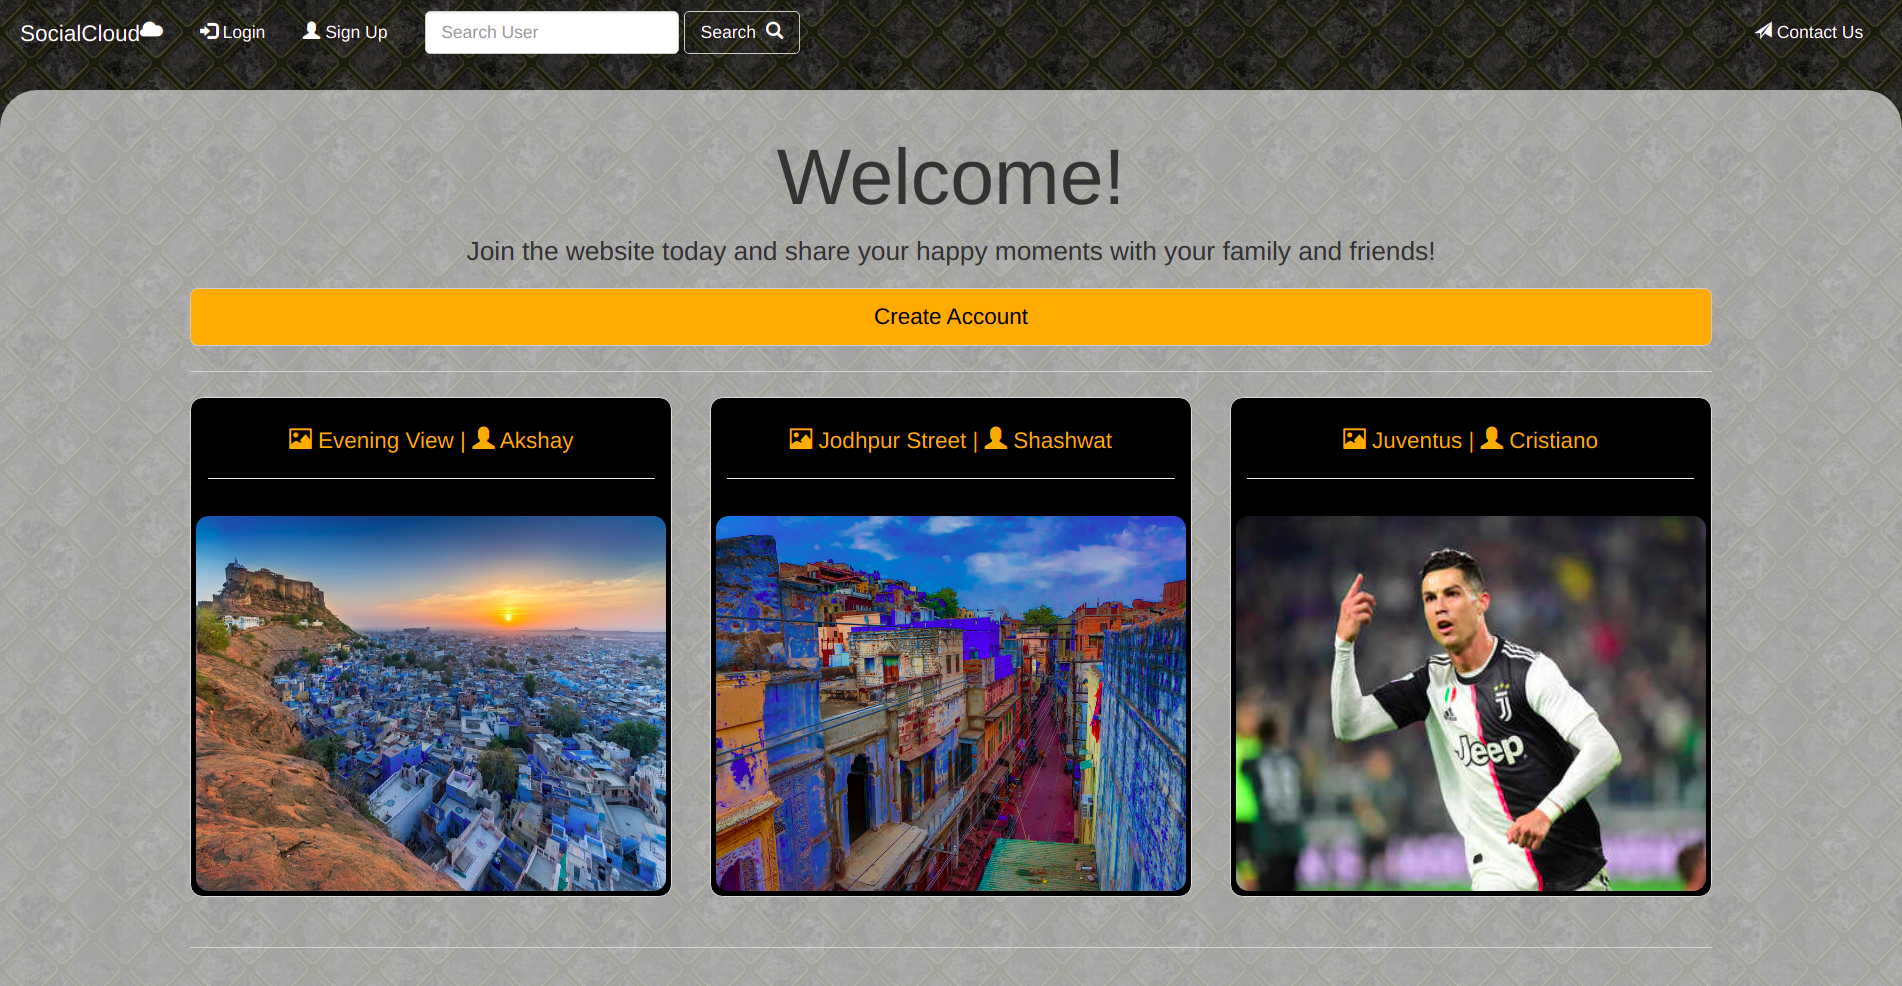 SocialCloud Login Sign Up Search User Search Contact Us
Welcome!
Join the website today and share your happy moments with your family and friends!
Create Account
Evening View | Akshay
Jodhpur Street | Shashwat
Juventus | Cristiano
Jeep